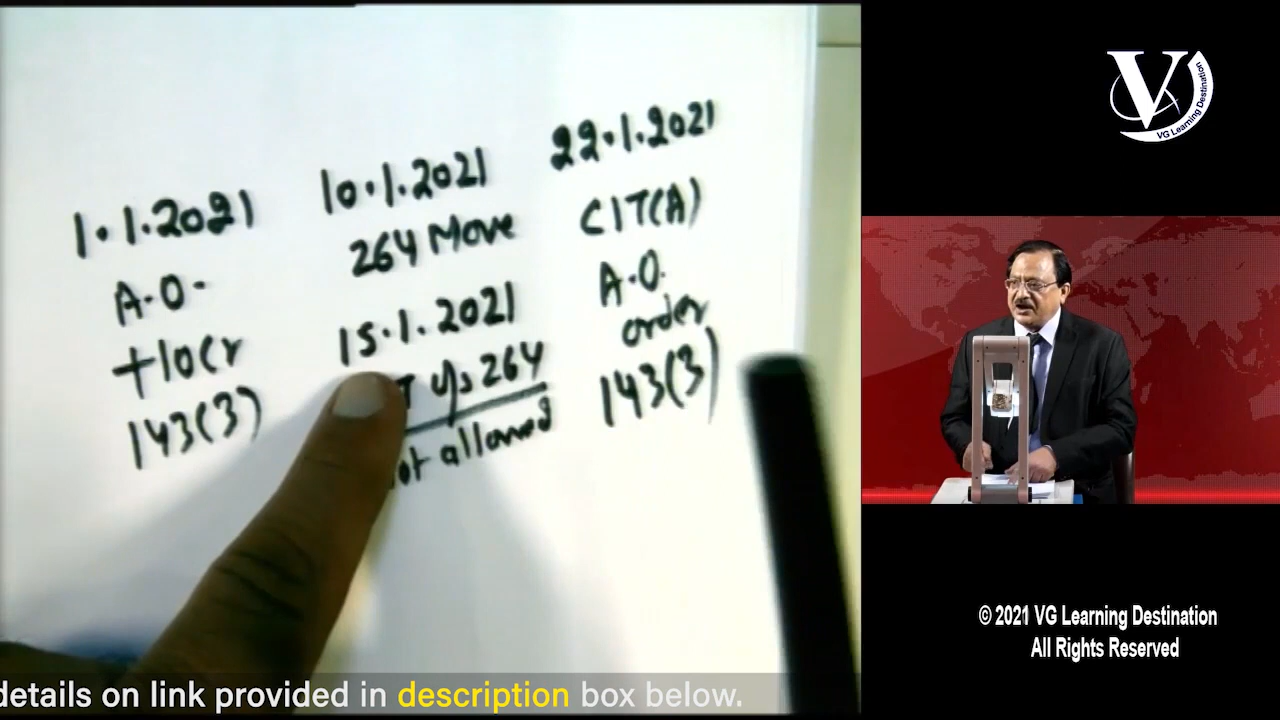 1.1.2021
A.O.
+10Cr
143(3)
10.1.2021
264 Move
15.1.2021
T u/s 264
not allowed
22.1.2021
CIT(A)
A.O.
order
143(3)
V
VG Learning Destination
© 2021 VG Learning Destination
All Rights Reserved
details on link provided in description box below.